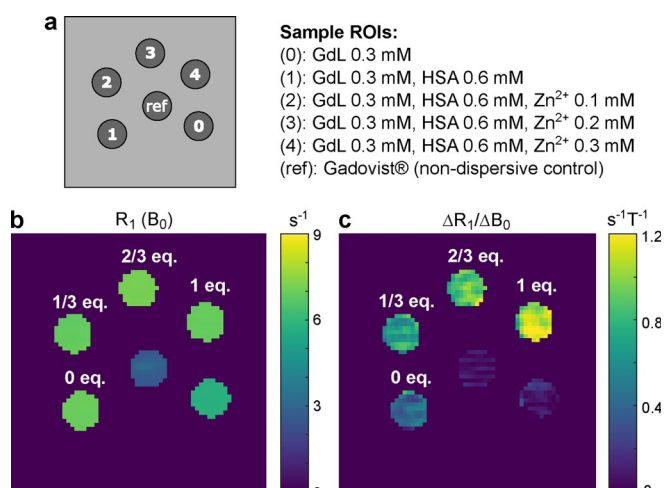 a
3
4
2
ref
1
0
Sample ROIs:
(0): GdL 0.3 mM
(1): GdL 0.3 mM, HSA 0.6 mM
(2): GdL 0.3 mM, HSA 0.6 mM, Zn²⁺ 0.1 mM
(3): GdL 0.3 mM, HSA 0.6 mM, Zn²⁺ 0.2 mM
(4): GdL 0.3 mM, HSA 0.6 mM, Zn²⁺ 0.3 mM
(ref): Gadovist® (non-dispersive control)
b
R₁ (B₀)
s⁻¹
9
6
3
2/3 eq.
1/3 eq.
1 eq.
0 eq.
c
ΔR₁/ΔB₀
s⁻¹T⁻¹
1.2
0.8
0.4
2/3 eq.
1/3 eq.
1 eq.
0 eq.